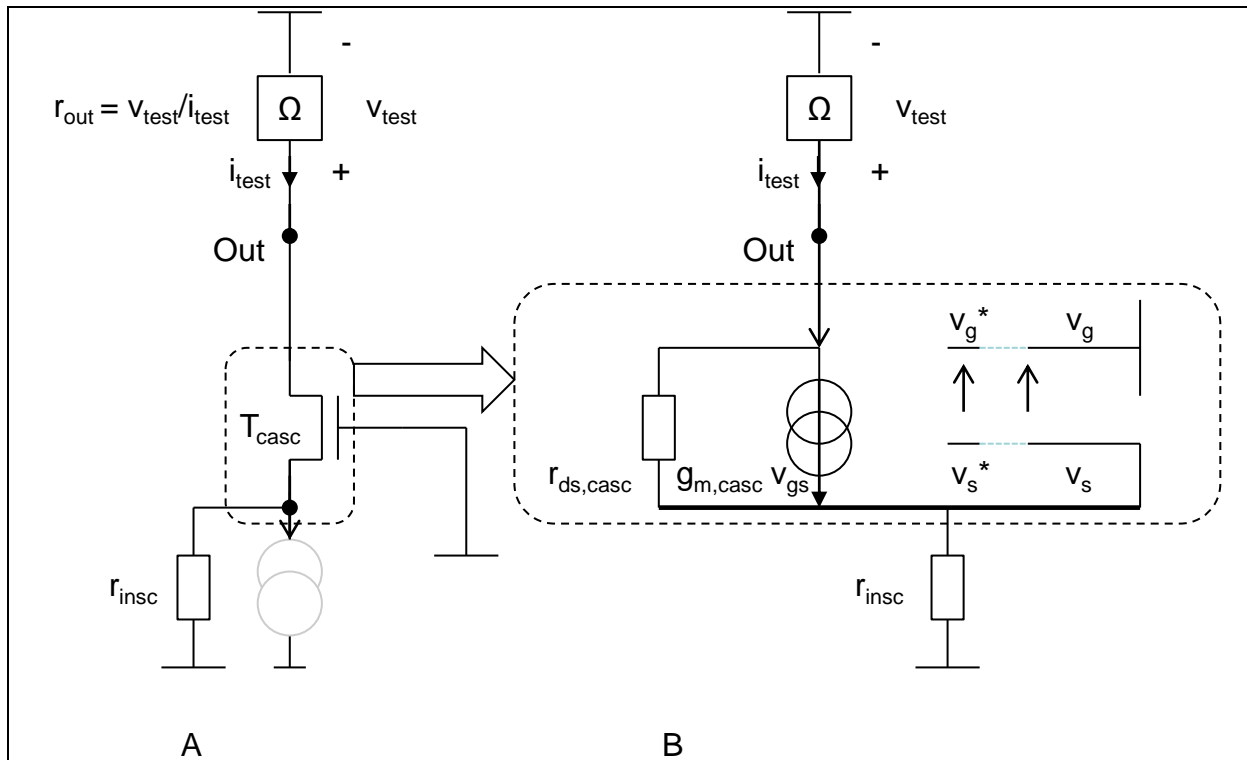 -
r_out = v_test/i_test
Ω
v_test
i_test
+
Out
T_casc
r_insc
A
-
Ω
v_test
i_test
+
Out
v_g*
v_g
r_ds,casc
g_m,casc v_gs
v_s*
v_s
r_insc
B